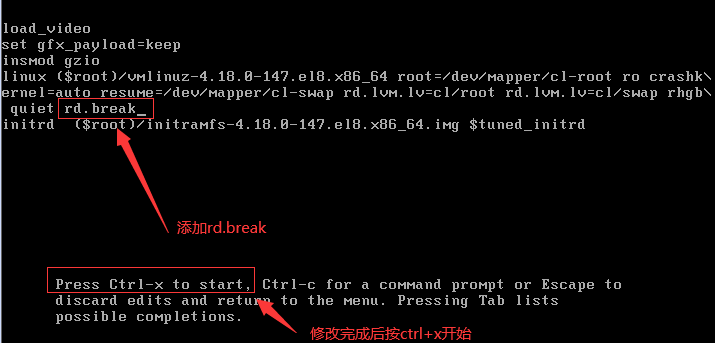 load_video
set gfx_payload=keep
insmod gzio
linux ($root)/vmlinuz-4.18.0-147.el8.x86_64 root=/dev/mapper/cl-root ro crashk\
ernel=auto resume=/dev/mapper/cl-swap rd.lvm.lv=cl/root rd.lvm.lv=cl/swap rhgb\
 quiet rd.break_
initrd  ($root)/initramfs-4.18.0-147.el8.x86_64.img $tuned_initrd
添加rd.break
Press Ctrl-x to start, Ctrl-c for a command prompt or Escape to
discard edits and return to the menu. Pressing Tab lists
possible completions.
修改完成后按ctrl+x开始